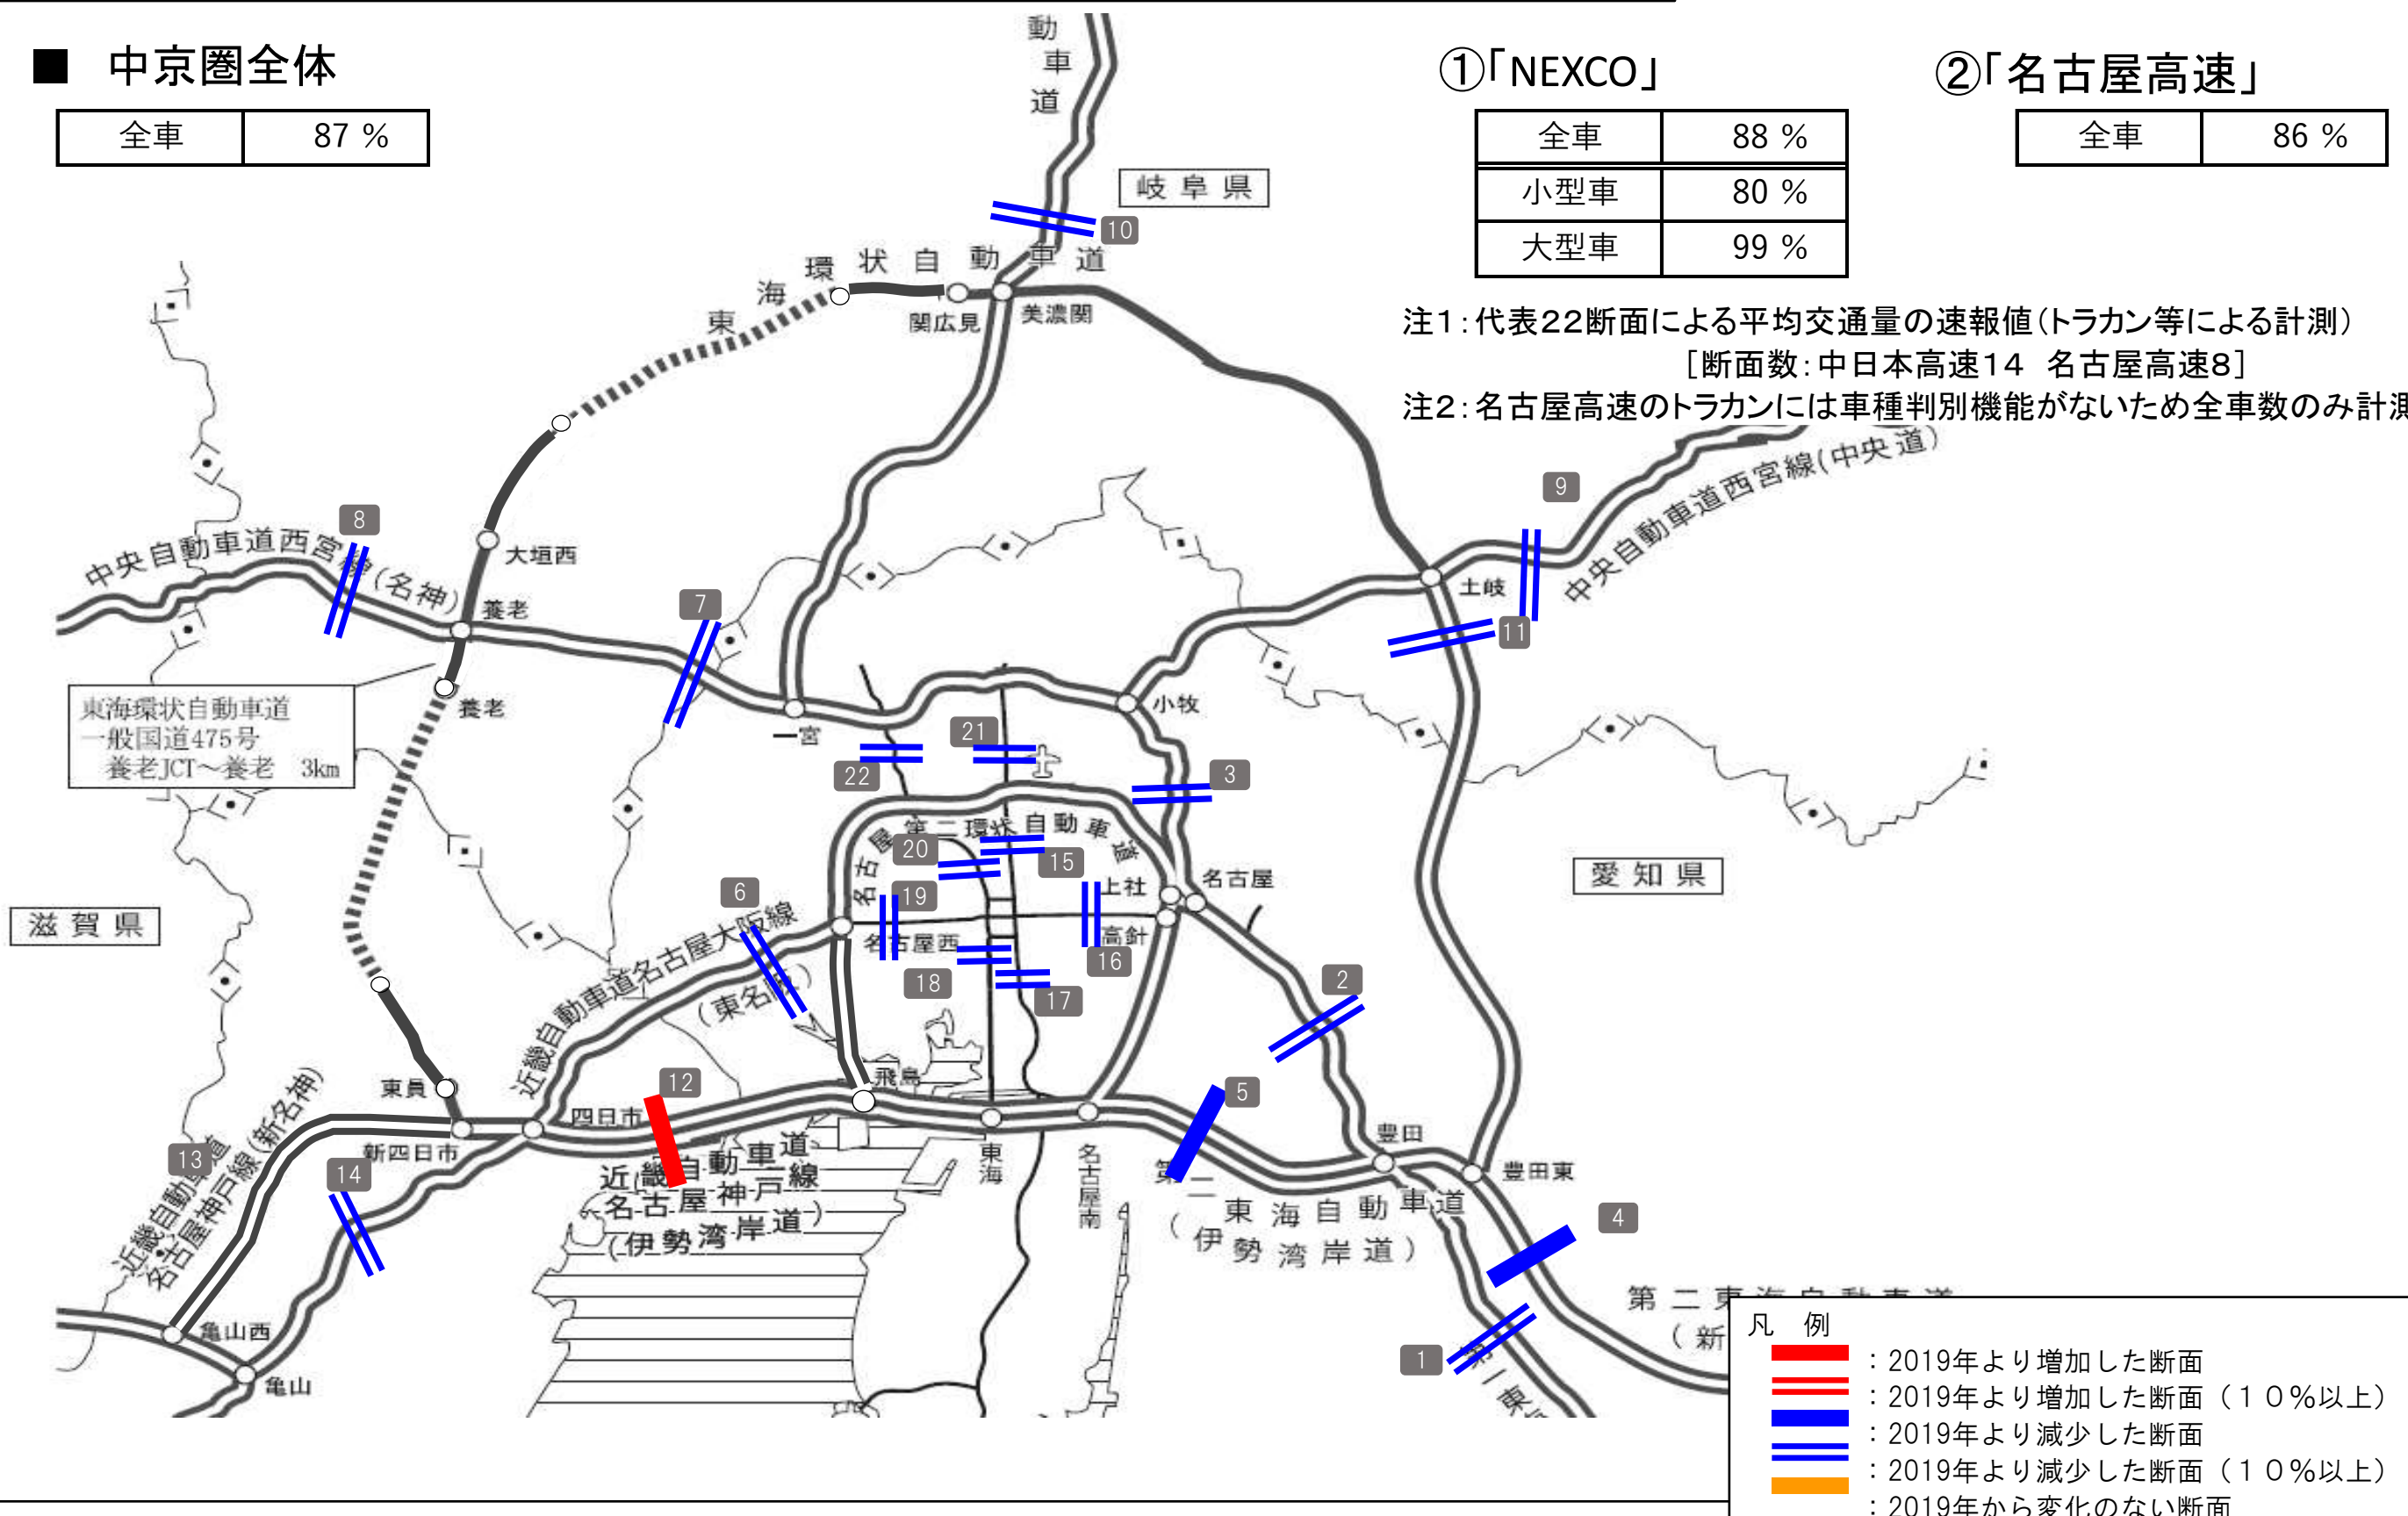 ■ 中京圏全体
全車 87 %
①「NEXCO」
全車 88 %
小型車 80 %
大型車 99 %
②「名古屋高速」
全車 86 %
注1：代表22断面による平均交通量の速報値（トラカン等による計測）
［断面数：中日本高速14 名古屋高速8］
注2：名古屋高速のトラカンには車種判別機能がないため全車数のみ計測
動車道
岐阜県
10
東海環状自動車道
関広見
美濃関
9
中央自動車道西宮線(中央道)
8
中央自動車道西宮線(名神)
大垣西
養老
7
土岐
11
養老
東海環状自動車道
一般国道475号
養老JCT～養老 3km
一宮
小牧
21
22
3
名古屋第二環状自動車道
20
15
愛知県
上社
名古屋
19
6
滋賀県
名古屋西
高針
16
18
17
2
近畿自動車道名古屋大阪線
(東名阪)
東員
飛島
12
四日市
5
新四日市
13
14
近畿自動車道
名古屋神戸線(新名神)
近畿自動車道
名古屋神戸線
(伊勢湾岸道)
東海
名古屋南
豊田
豊田東
第二東海自動車道
(伊勢湾岸道)
4
第二東海自動車道
(新
1
第一東
亀山西
亀山
凡 例
：2019年より増加した断面
：2019年より増加した断面（１０%以上）
：2019年より減少した断面
：2019年より減少した断面（１０%以上）
：2019年から変化のない断面